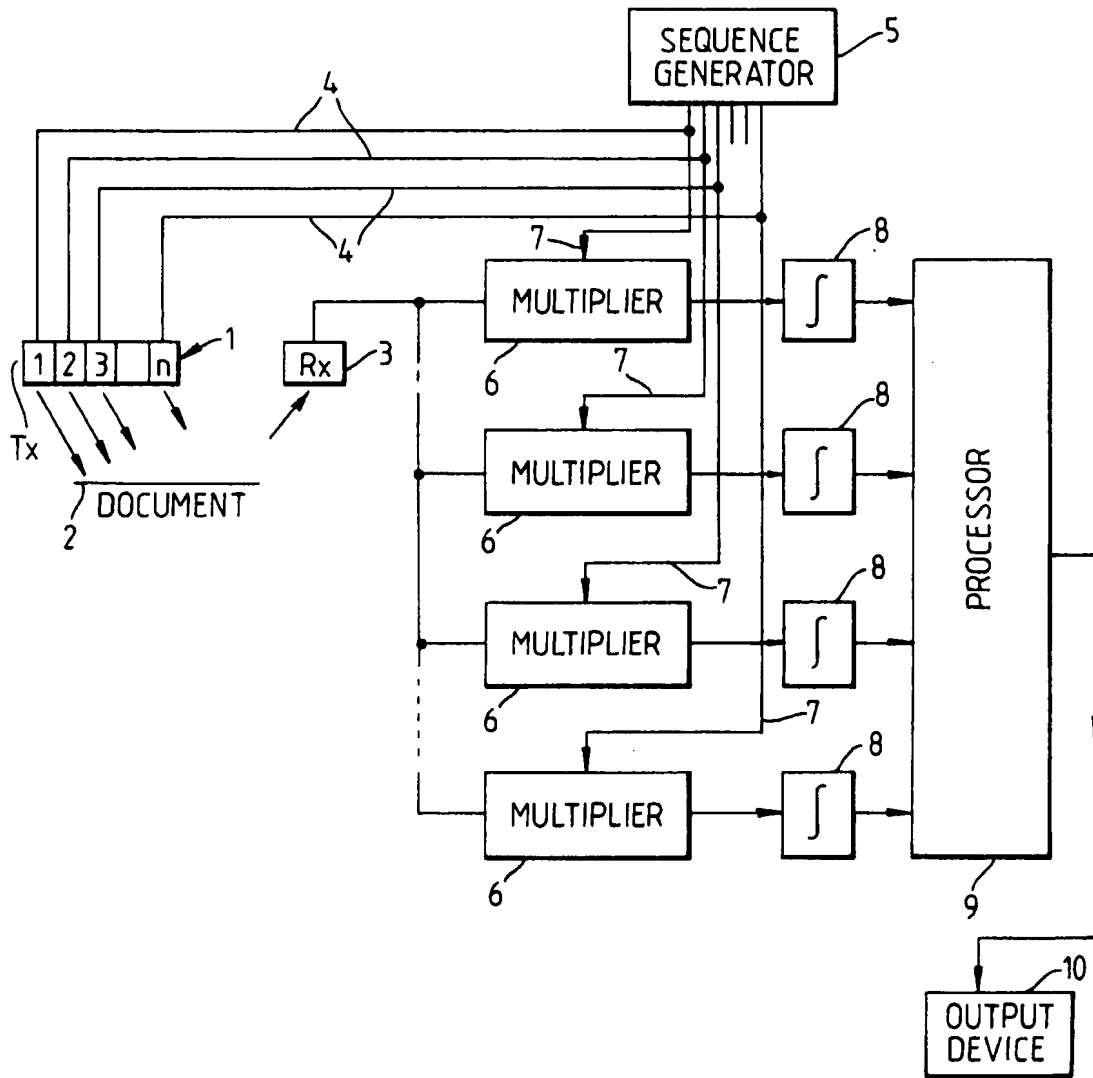 SEQUENCE
GENERATOR
5
4
4
7
8
MULTIPLIER
∫
6
1
1 2 3 n
Rx
3
Tx
7
8
MULTIPLIER
∫
6
DOCUMENT
2
PROCESSOR
7
8
MULTIPLIER
∫
6
7
8
MULTIPLIER
∫
6
9
10
OUTPUT
DEVICE